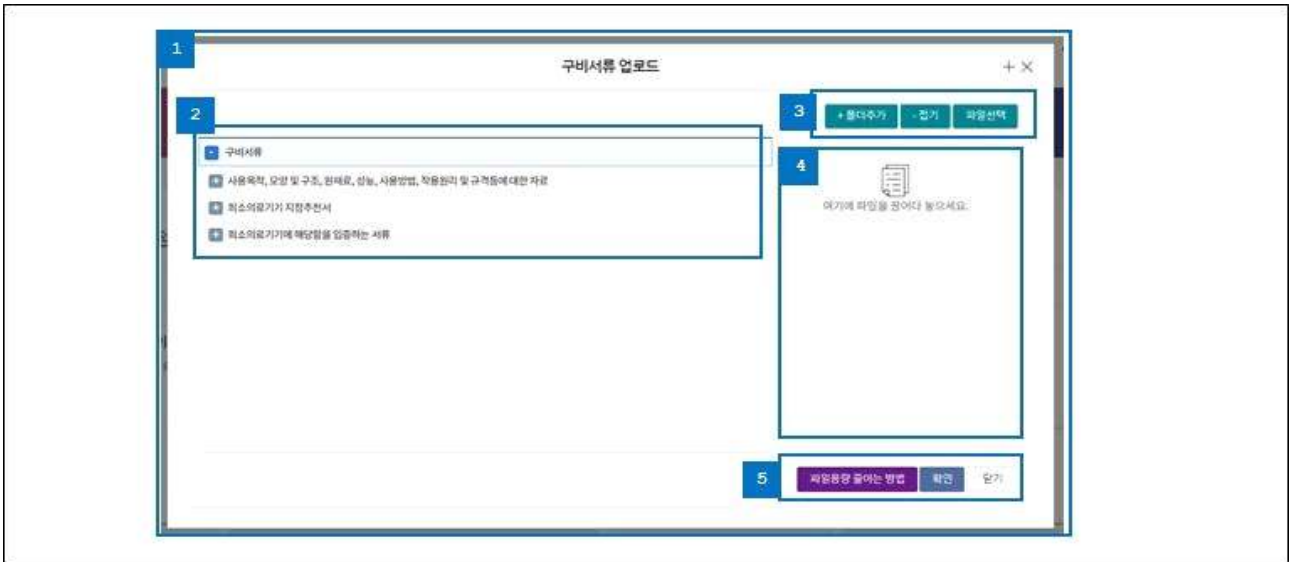 1
구비서류 업로드
+ ×
2
3
+ 폴더추가
- 접기
파일선택
- 구비서류
4
+ 사용목적, 모양 및 구조, 원재료, 성능, 사용방법, 작용원리 및 규격등에 대한 자료
여기에 파일을 끌어다 놓으세요.
+ 희소의료기기 지정추천서
+ 희소의료기기에 해당함을 입증하는 서류
5
파일용량 줄이는 방법
확인
닫기